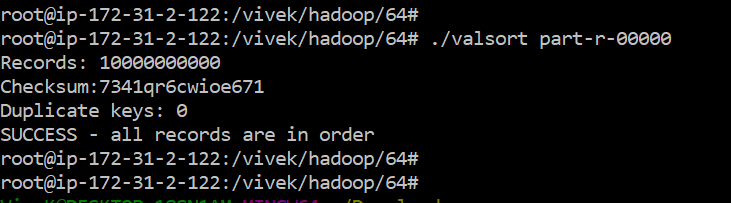 root@ip-172-31-2-122:/vivek/hadoop/64#
root@ip-172-31-2-122:/vivek/hadoop/64# ./valsort part-r-00000
Records: 10000000000
Checksum:7341qr6cwioe671
Duplicate keys: 0
SUCCESS - all records are in order
root@ip-172-31-2-122:/vivek/hadoop/64#
root@ip-172-31-2-122:/vivek/hadoop/64#